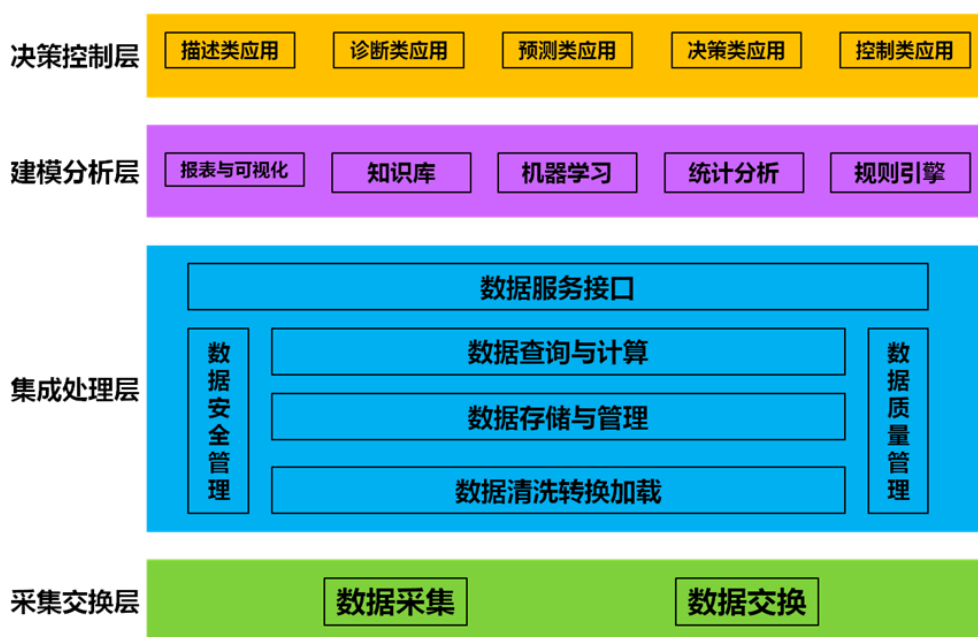 决策控制层
描述类应用
诊断类应用
预测类应用
决策类应用
控制类应用
建模分析层
报表与可视化
知识库
机器学习
统计分析
规则引擎
集成处理层
数据服务接口
数据安全管理
数据查询与计算
数据存储与管理
数据清洗转换加载
数据质量管理
采集交换层
数据采集
数据交换